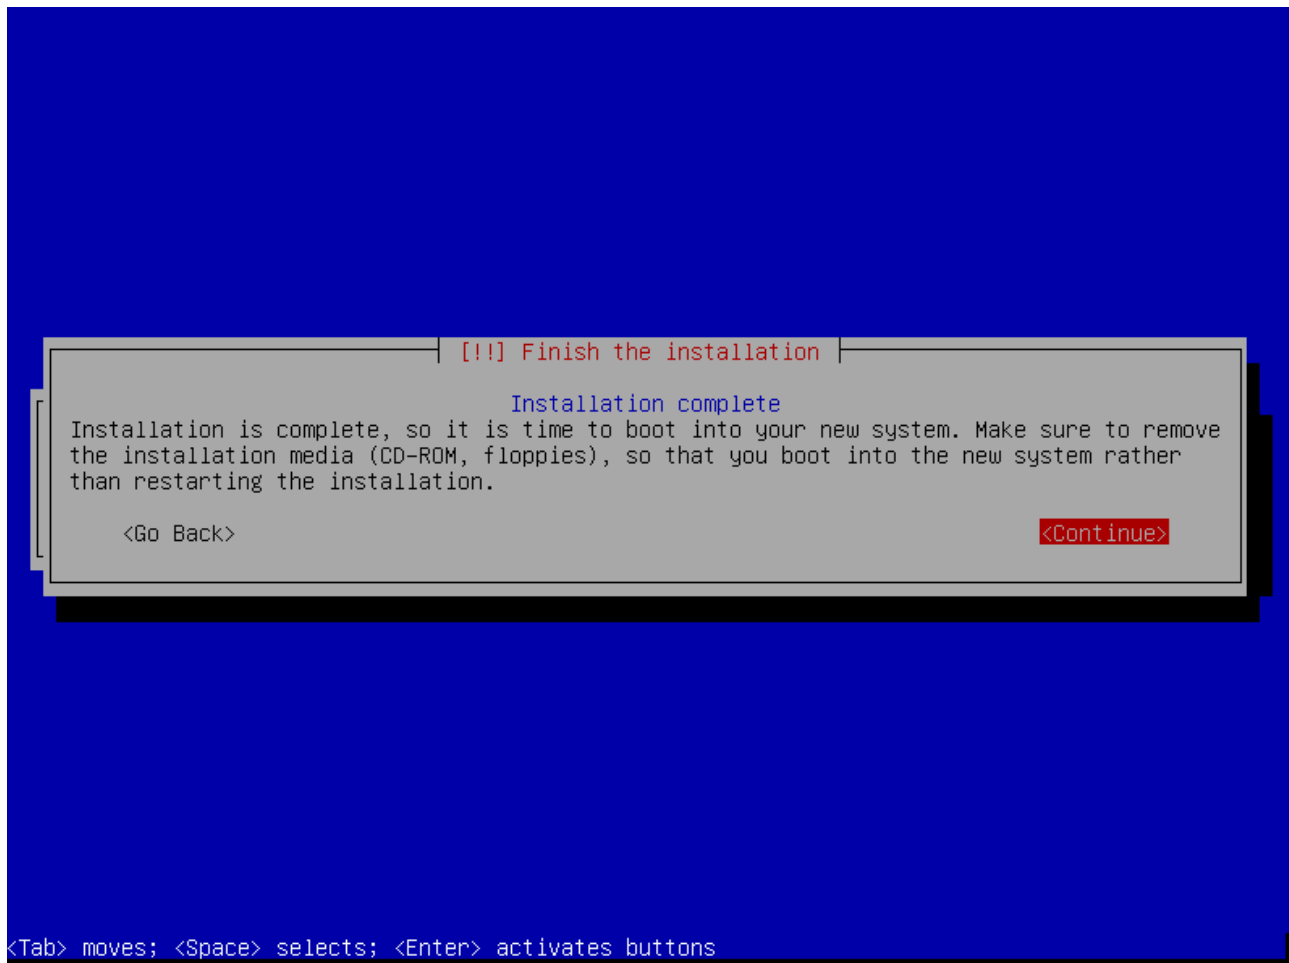 [!!] Finish the installation
Installation complete
Installation is complete, so it is time to boot into your new system. Make sure to remove
the installation media (CD-ROM, floppies), so that you boot into the new system rather
than restarting the installation.
<Go Back> <Continue>
<Tab> moves; <Space> selects; <Enter> activates buttons